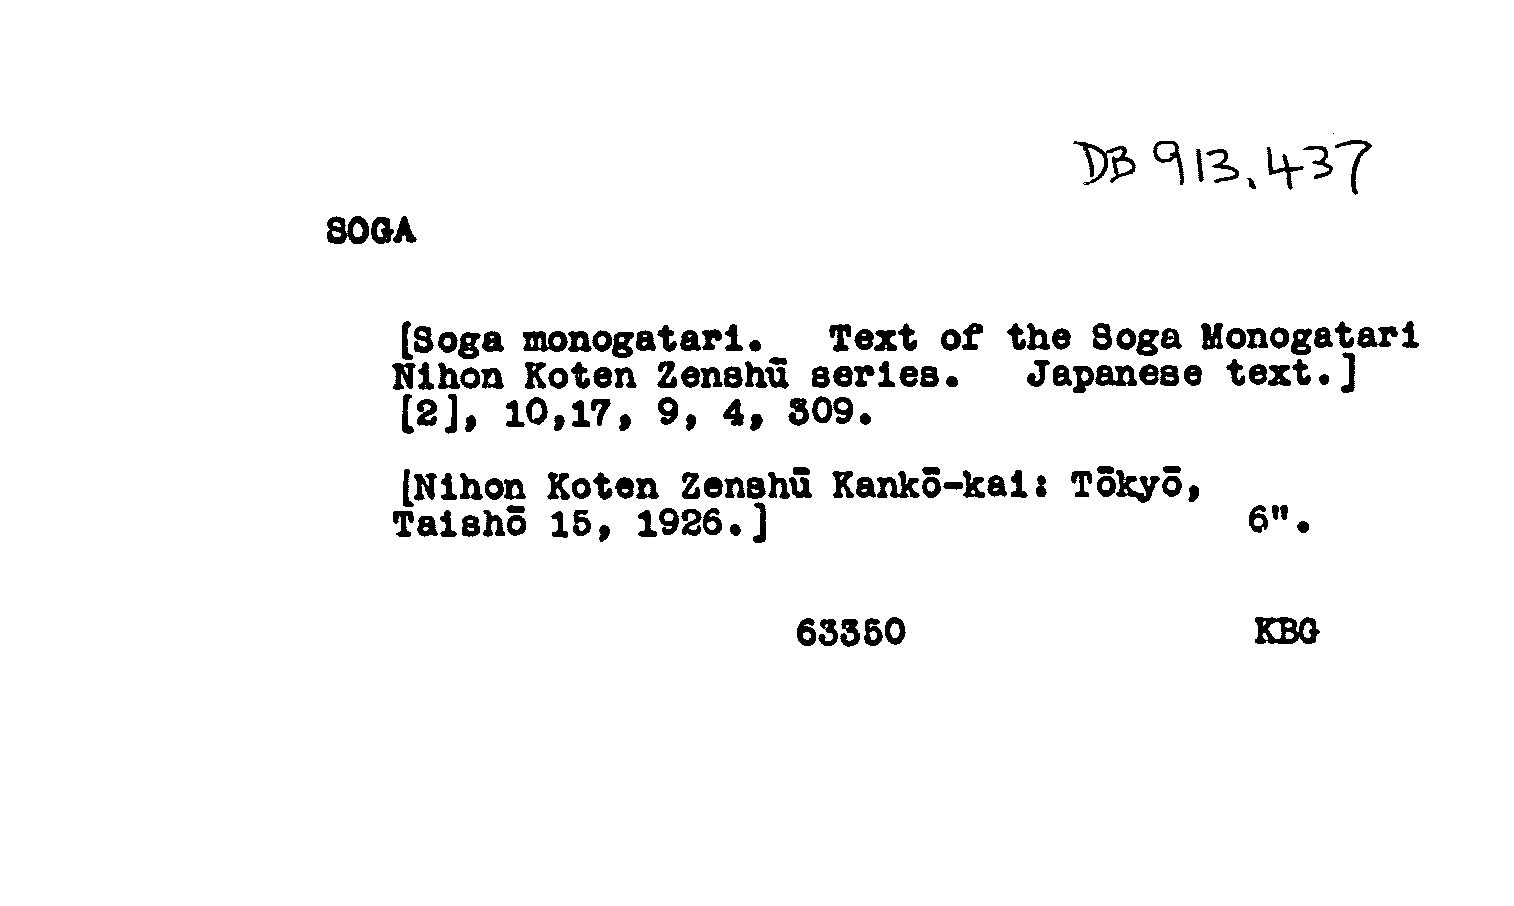 DB 913.437
SOGA
[Soga monogatari. Text of the Soga Monogatari
Nihon Koten Zenshū series. Japanese text.]
[2], 10,17, 9, 4, 309.
[Nihon Koten Zenshū Kankō-kai: Tōkyō,
Taishō 15, 1926.] 6".
63350 KBG